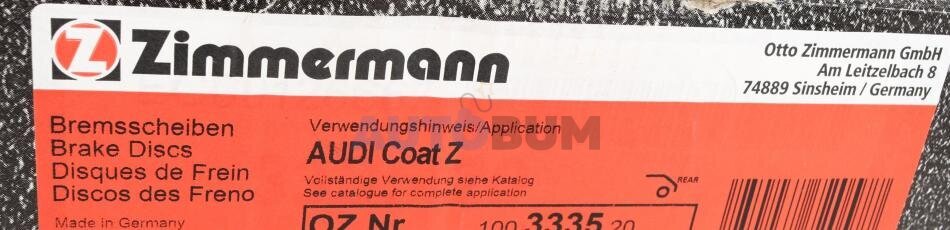 Z Zimmermann
Otto Zimmermann GmbH
Am Leitzelbach 8
74889 Sinsheim / Germany
Bremsscheiben
Brake Discs
Disques de Frein
Discos des Freno
Made in Germany
Verwendungshinweis/Application
AUTOBUM
AUDI Coat Z
Vollständige Verwendung siehe Katalog
See catalogue for complete application
REAR
OZ Nr. 100.3335.20